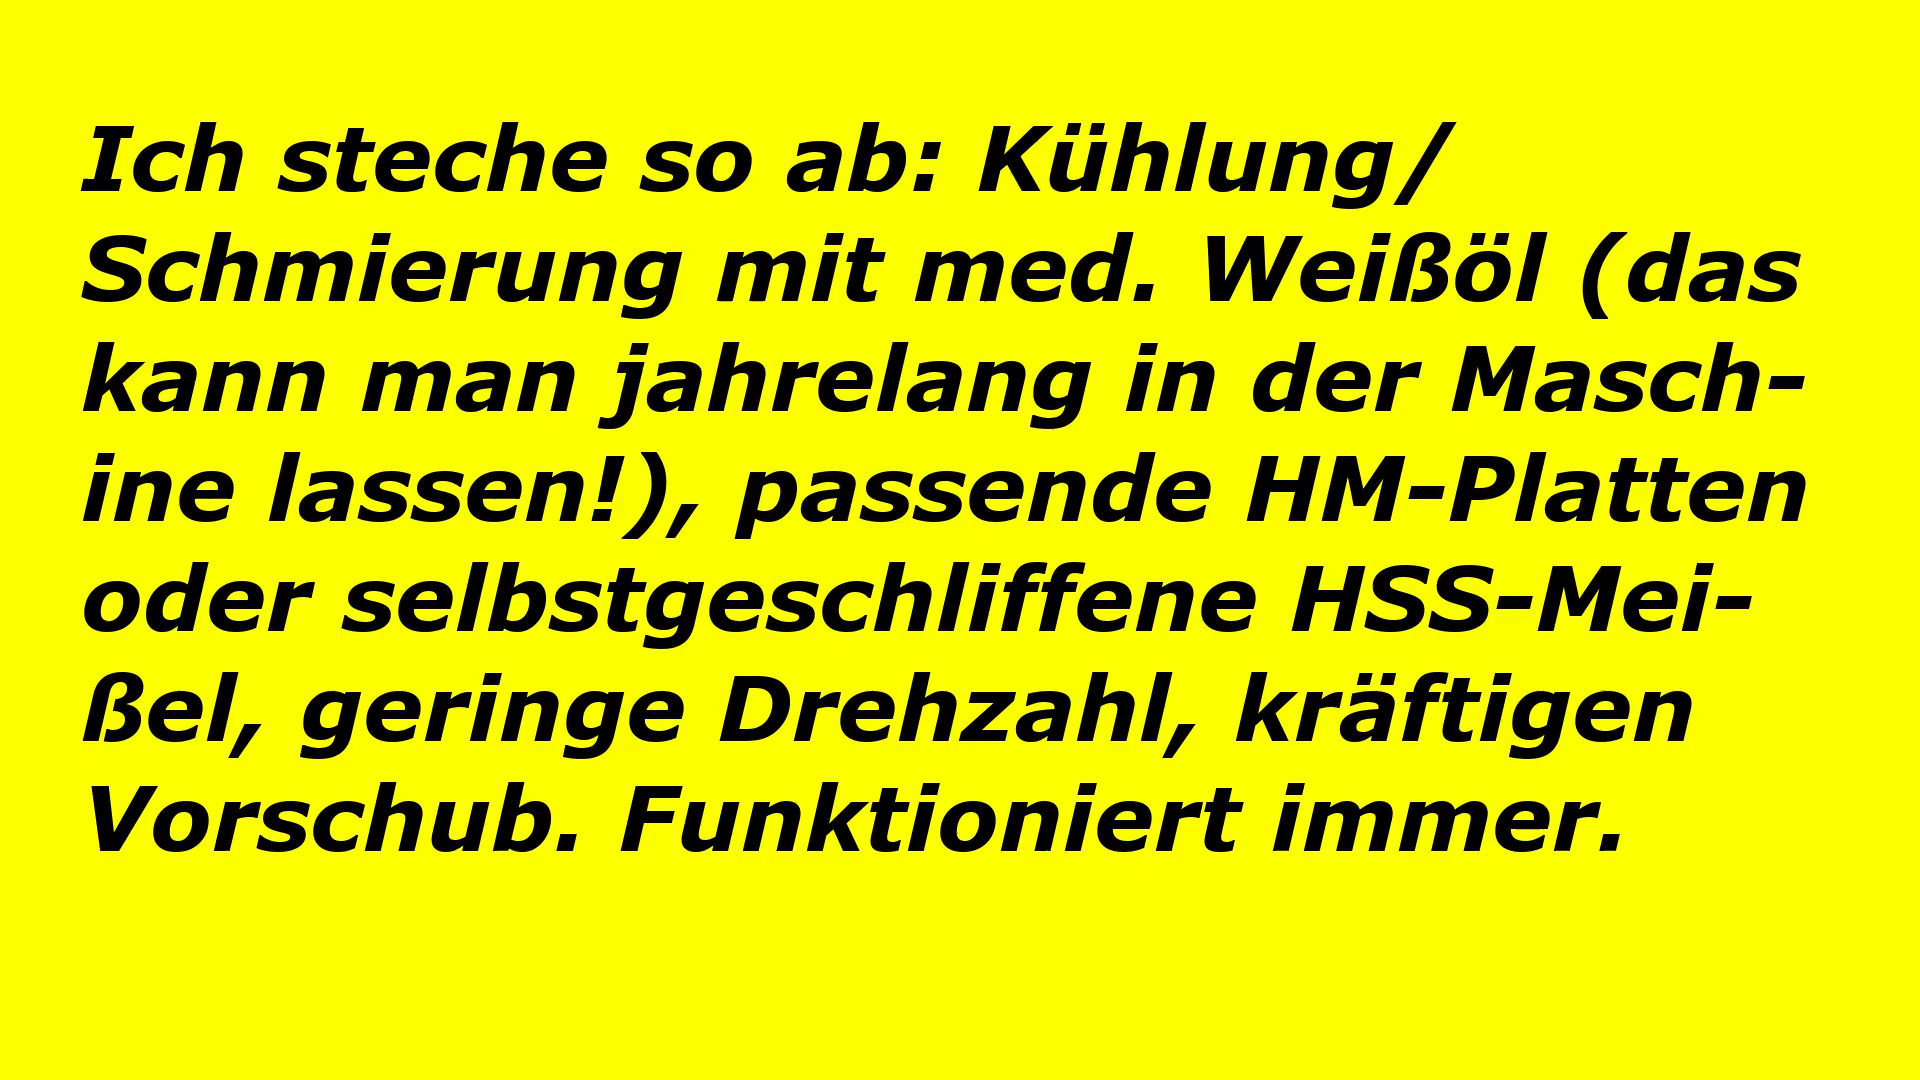 Ich steche so ab: Kühlung/
Schmierung mit med. Weißöl (das
kann man jahrelang in der Masch-
ine lassen!), passende HM-Platten
oder selbstgeschliffene HSS-Mei-
ßel, geringe Drehzahl, kräftigen
Vorschub. Funktioniert immer.